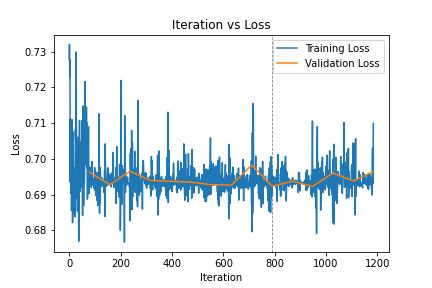 Iteration vs Loss
Training Loss
Validation Loss
0.73
0.72
0.71
0.70
0.69
0.68
Loss
0
200
400
600
800
1000
1200
Iteration